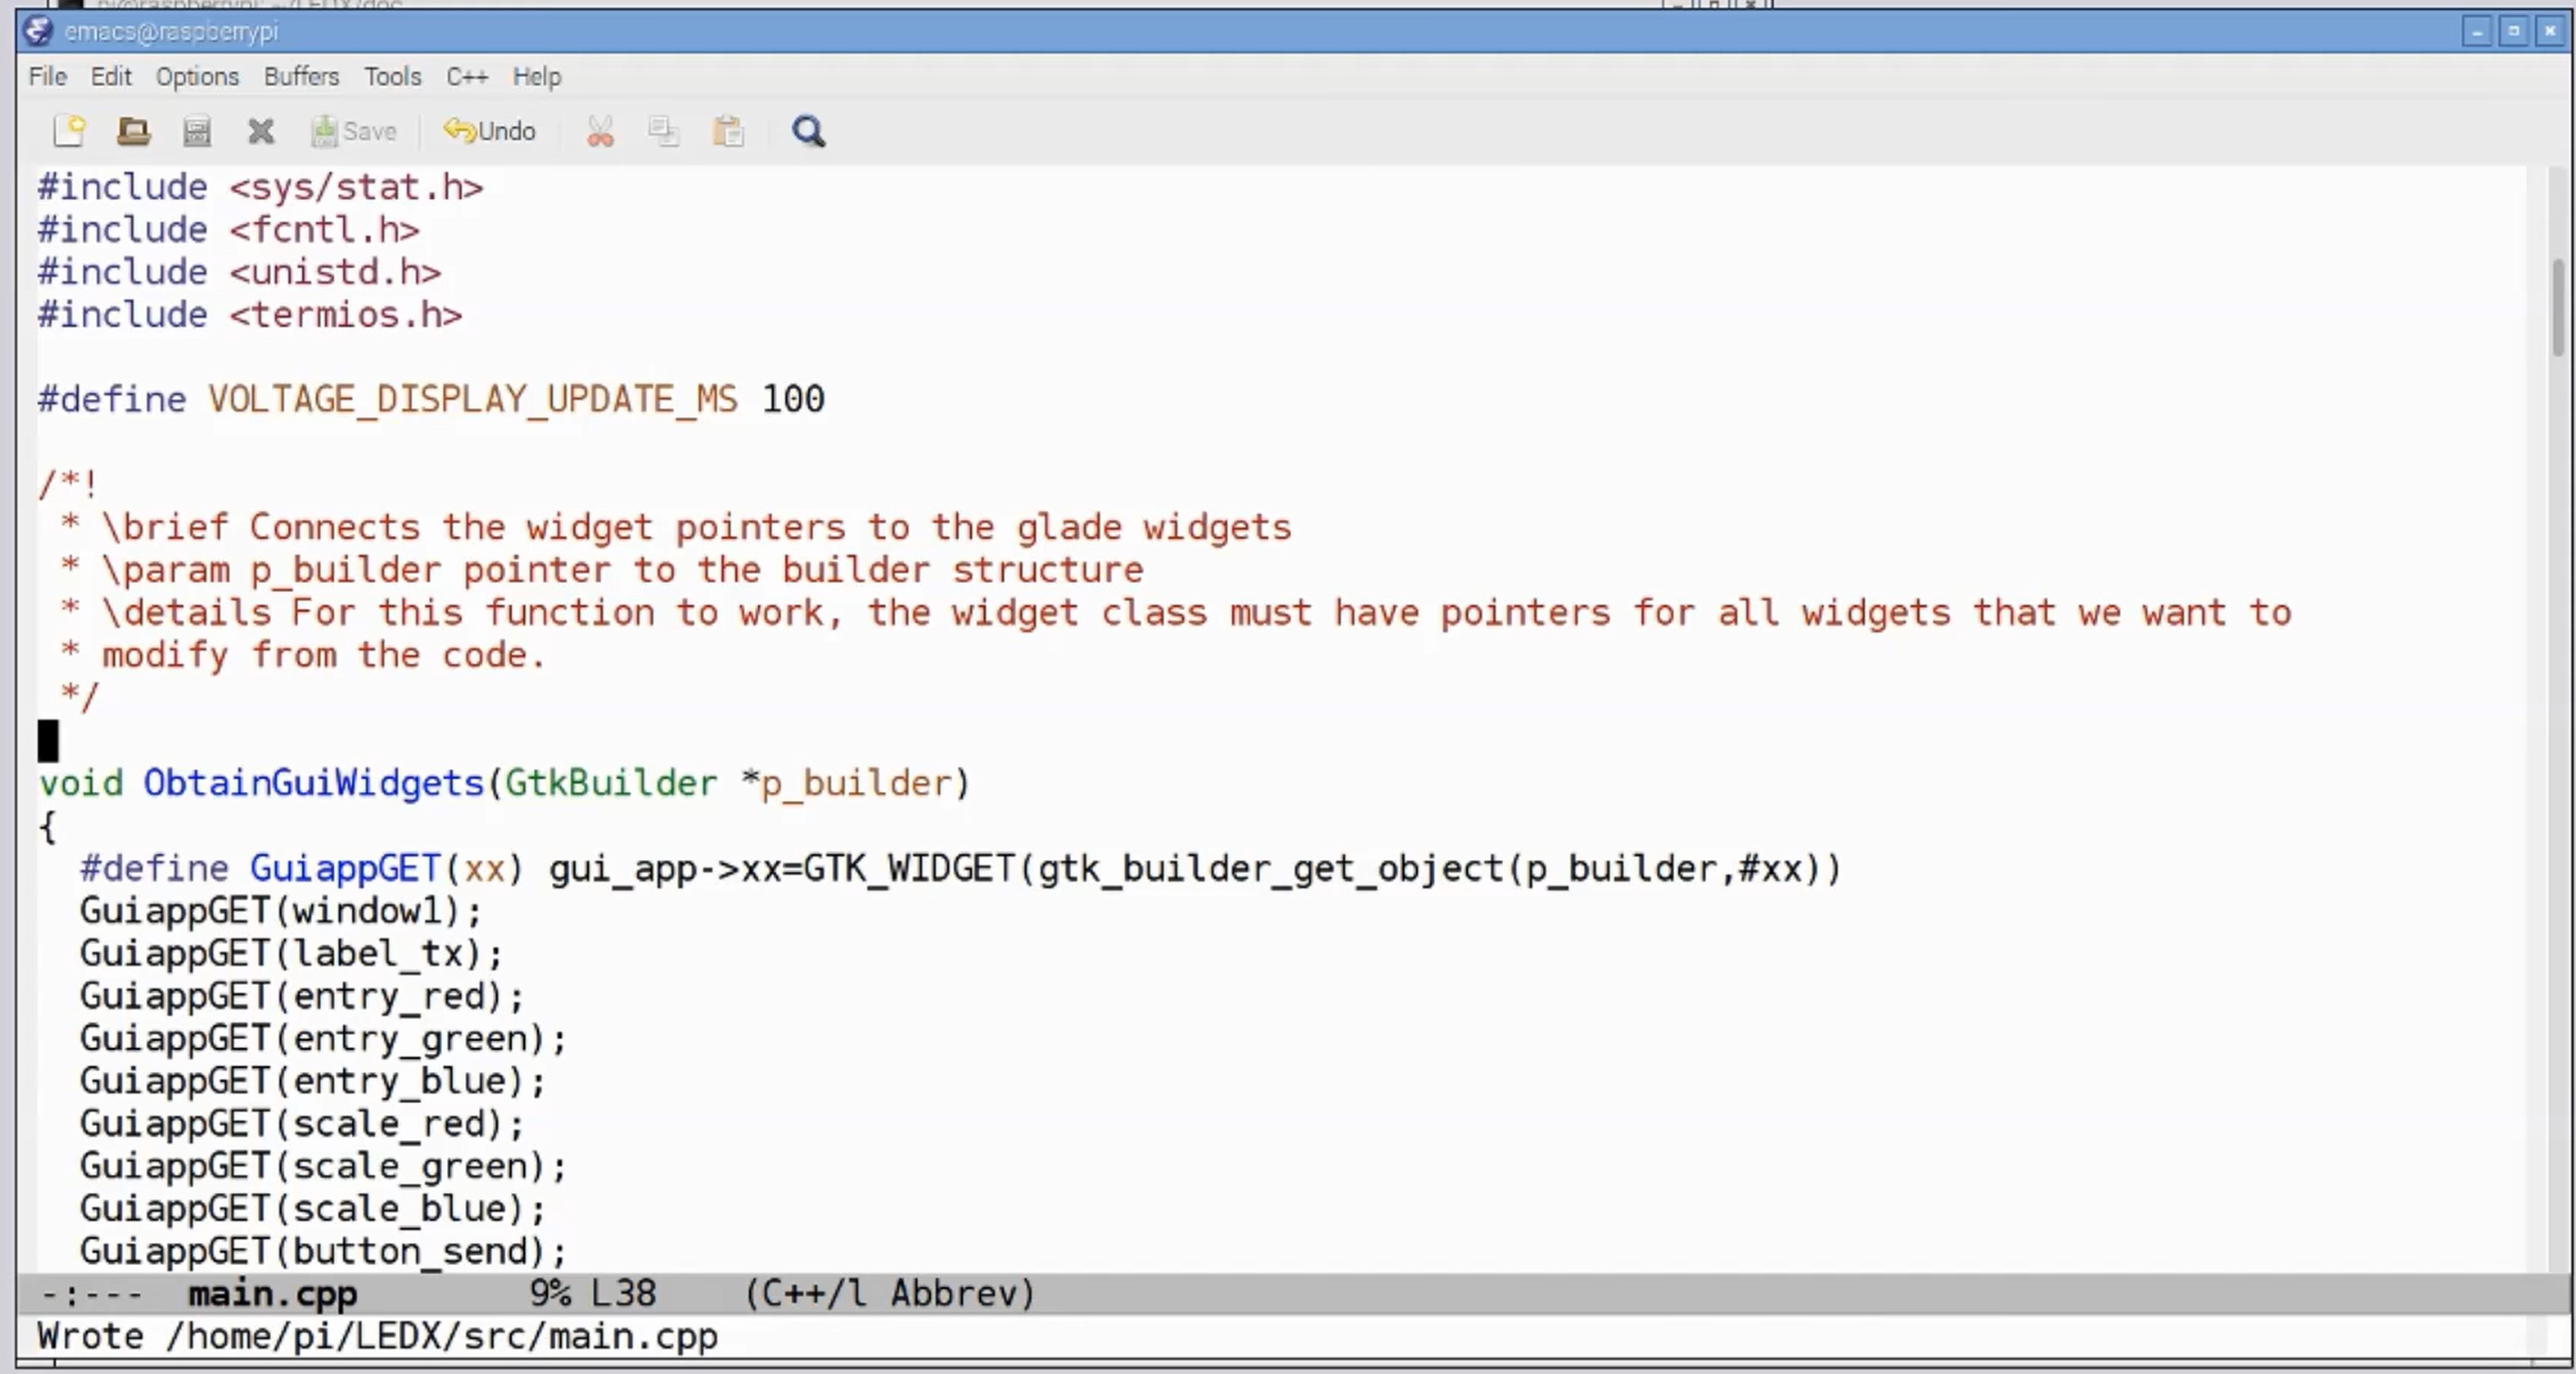 pi@raspberrypi: ~/LEDX/doc
emacs@raspberrypi
File Edit Options Buffers Tools C++ Help
Save Undo
#include <sys/stat.h>
#include <fcntl.h>
#include <unistd.h>
#include <termios.h>
#define VOLTAGE_DISPLAY_UPDATE_MS 100
/*!
 * \brief Connects the widget pointers to the glade widgets
 * \param p_builder pointer to the builder structure
 * \details For this function to work, the widget class must have pointers for all widgets that we want to
 * modify from the code.
 */
void ObtainGuiWidgets(GtkBuilder *p_builder)
{
  #define GuiappGET(xx) gui_app->xx=GTK_WIDGET(gtk_builder_get_object(p_builder,#xx))
  GuiappGET(window1);
  GuiappGET(label_tx);
  GuiappGET(entry_red);
  GuiappGET(entry_green);
  GuiappGET(entry_blue);
  GuiappGET(scale_red);
  GuiappGET(scale_green);
  GuiappGET(scale_blue);
  GuiappGET(button_send);
-:--- main.cpp 9% L38 (C++/l Abbrev)
Wrote /home/pi/LEDX/src/main.cpp